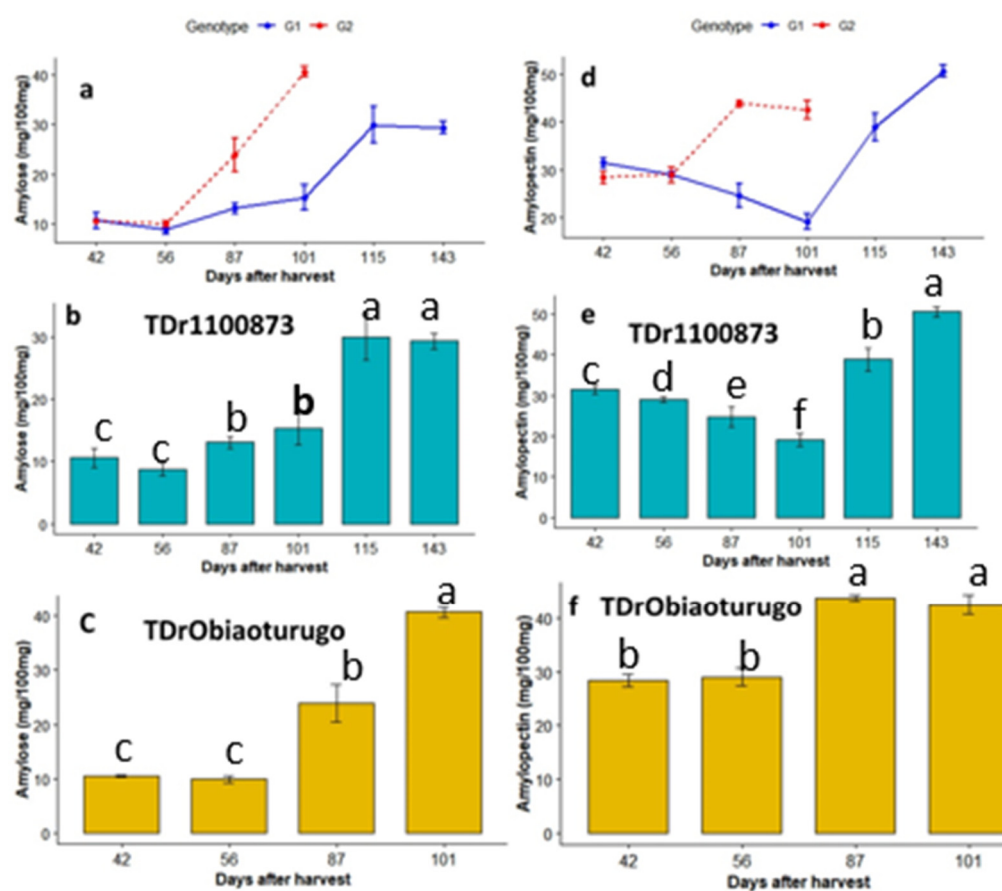 Genotype G1 G2
a
Amylose (mg/100mg)
40
30
20
10
42 56 87 101 115 143
Days after harvest
Genotype G1 G2
d
Amylopectin (mg/100mg)
50
40
30
20
42 56 87 101 115 143
Days after harvest
b TDr1100873
Amylose (mg/100mg)
30
20
10
0
c c b b a a
42 56 87 101 115 143
Days after harvest
e TDr1100873
Amylopectin (mg/100mg)
50
40
30
20
10
0
c d e f b a
42 56 87 101 115 143
Days after harvest
c TDrObiaoturugo
Amylose (mg/100mg)
40
30
20
10
0
c c b a
42 56 87 101
Days after harvest
f TDrObiaoturugo
Amylopectin (mg/100mg)
40
30
20
10
0
b b a a
42 56 87 101
Days after harvest